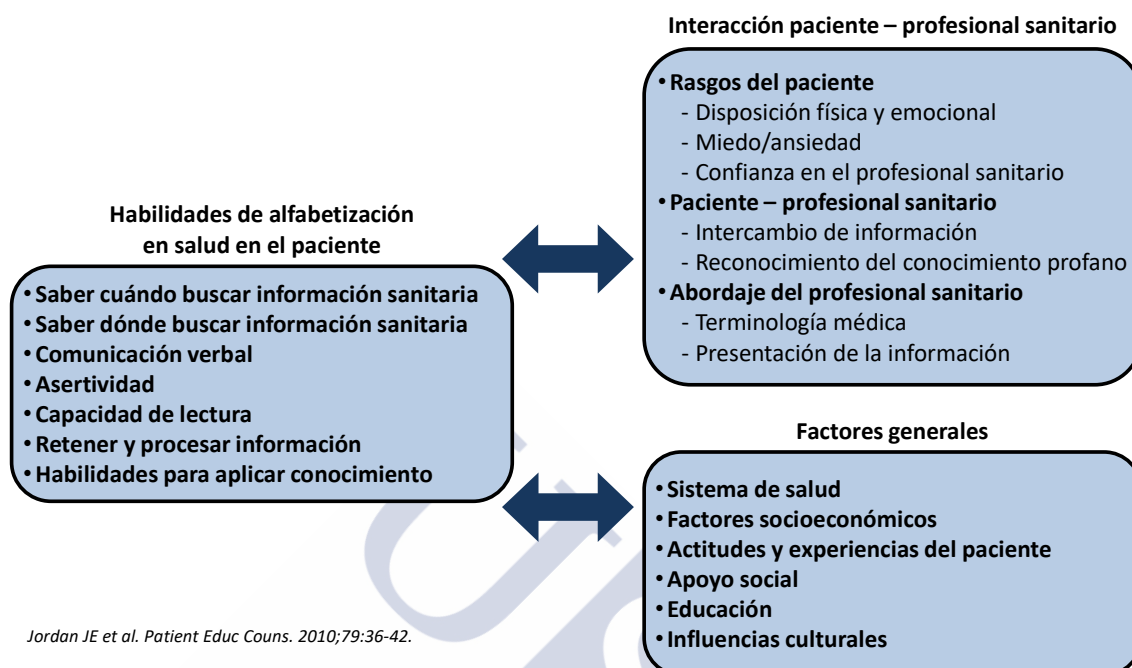 Interacción paciente – profesional sanitario
• Rasgos del paciente
- Disposición física y emocional
- Miedo/ansiedad
- Confianza en el profesional sanitario
• Paciente – profesional sanitario
- Intercambio de información
- Reconocimiento del conocimiento profano
• Abordaje del profesional sanitario
- Terminología médica
- Presentación de la información
Habilidades de alfabetización
en salud en el paciente
• Saber cuándo buscar información sanitaria
• Saber dónde buscar información sanitaria
• Comunicación verbal
• Asertividad
• Capacidad de lectura
• Retener y procesar información
• Habilidades para aplicar conocimiento
Factores generales
• Sistema de salud
• Factores socioeconómicos
• Actitudes y experiencias del paciente
• Apoyo social
• Educación
• Influencias culturales
Jordan JE et al. Patient Educ Couns. 2010;79:36-42.